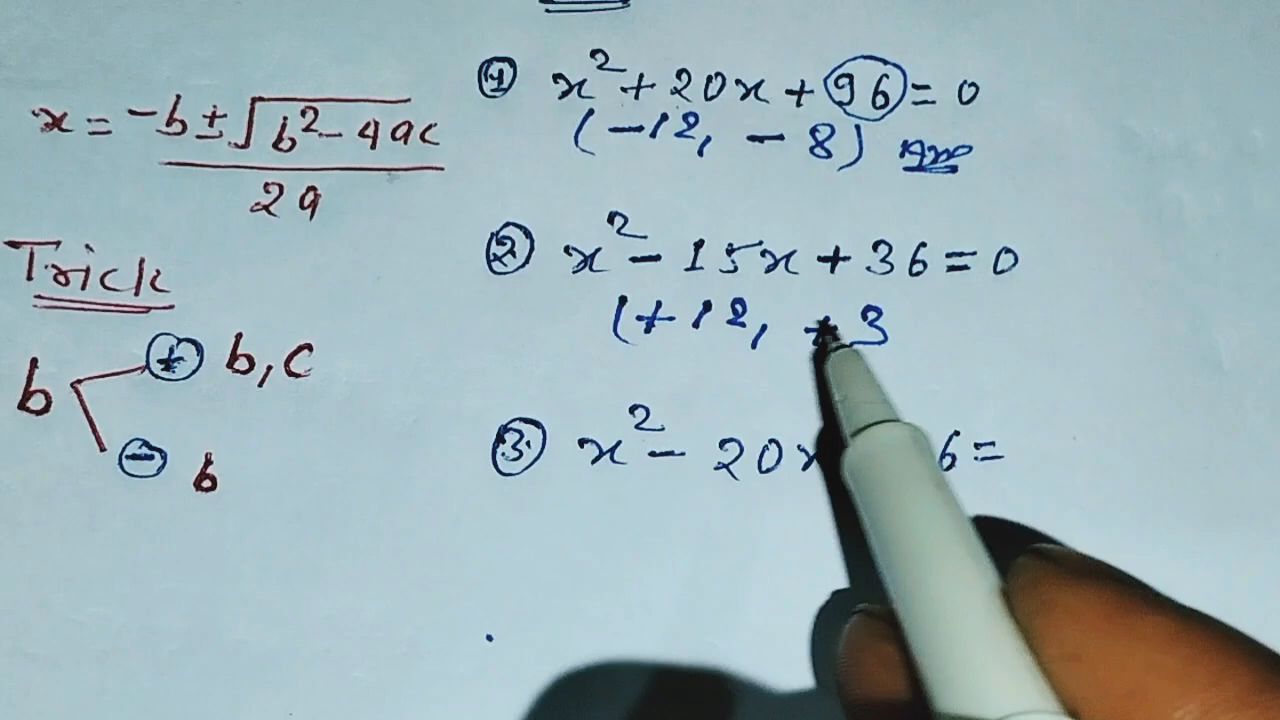 x = -b ± √b² - 4ac
2a
Trick
b + b, c
- b
① x² + 20x + 96 = 0
(-12, - 8) Ans
② x² - 15x + 36 = 0
(+12, + 3
③ x² - 20x 6 =